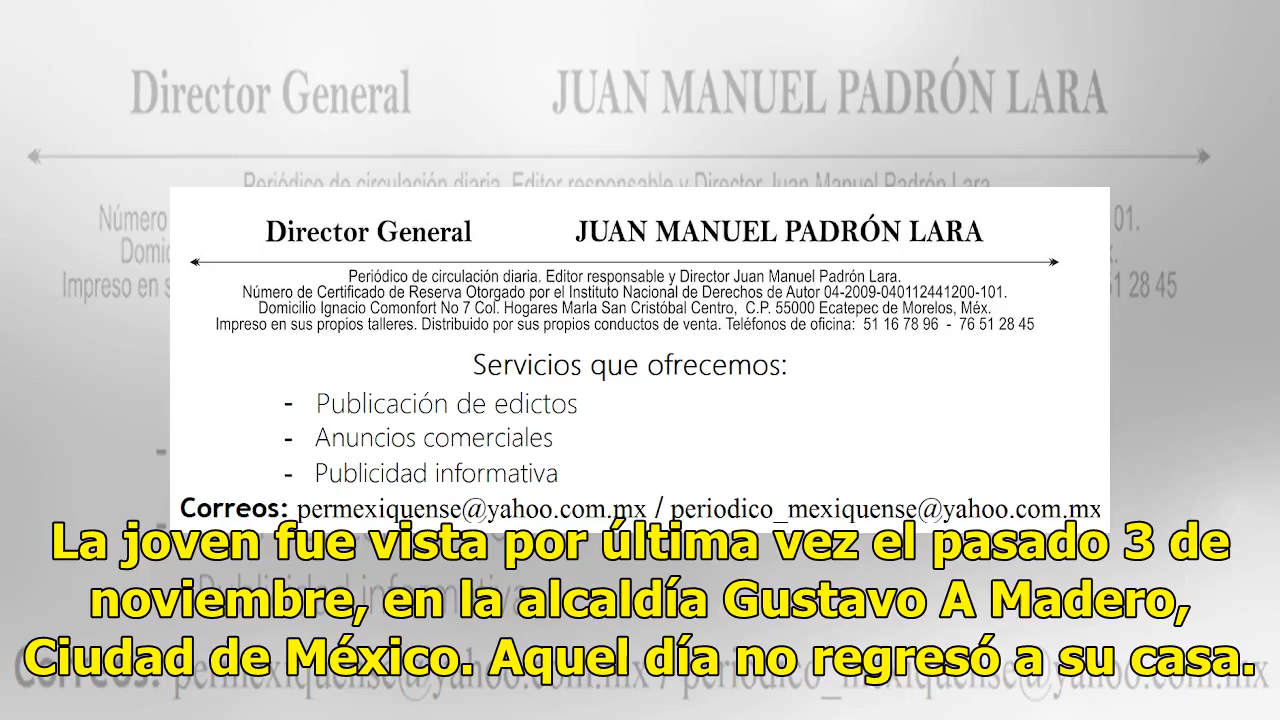 Director General JUAN MANUEL PADRÓN LARA
Periódico de circulación diaria. Editor responsable y Director Juan Manuel Padrón Lara.
Número de Certificado de Reserva Otorgado por el Instituto Nacional de Derechos de Autor 04-2009-040112441200-101.
Domicilio Ignacio Comonfort No 7 Col. Hogares Marla San Cristóbal Centro, C.P. 55000 Ecatepec de Morelos, Méx.
Impreso en sus propios talleres. Distribuido por sus propios conductos de venta. Teléfonos de oficina: 51 16 78 96 - 76 51 28 45
Servicios que ofrecemos:
- Publicación de edictos
- Anuncios comerciales
- Publicidad informativa
Correos: permexiquense@yahoo.com.mx / periodico_mexiquense@yahoo.com.mx
La joven fue vista por última vez el pasado 3 de
noviembre, en la alcaldía Gustavo A Madero,
Ciudad de México. Aquel día no regresó a su casa.